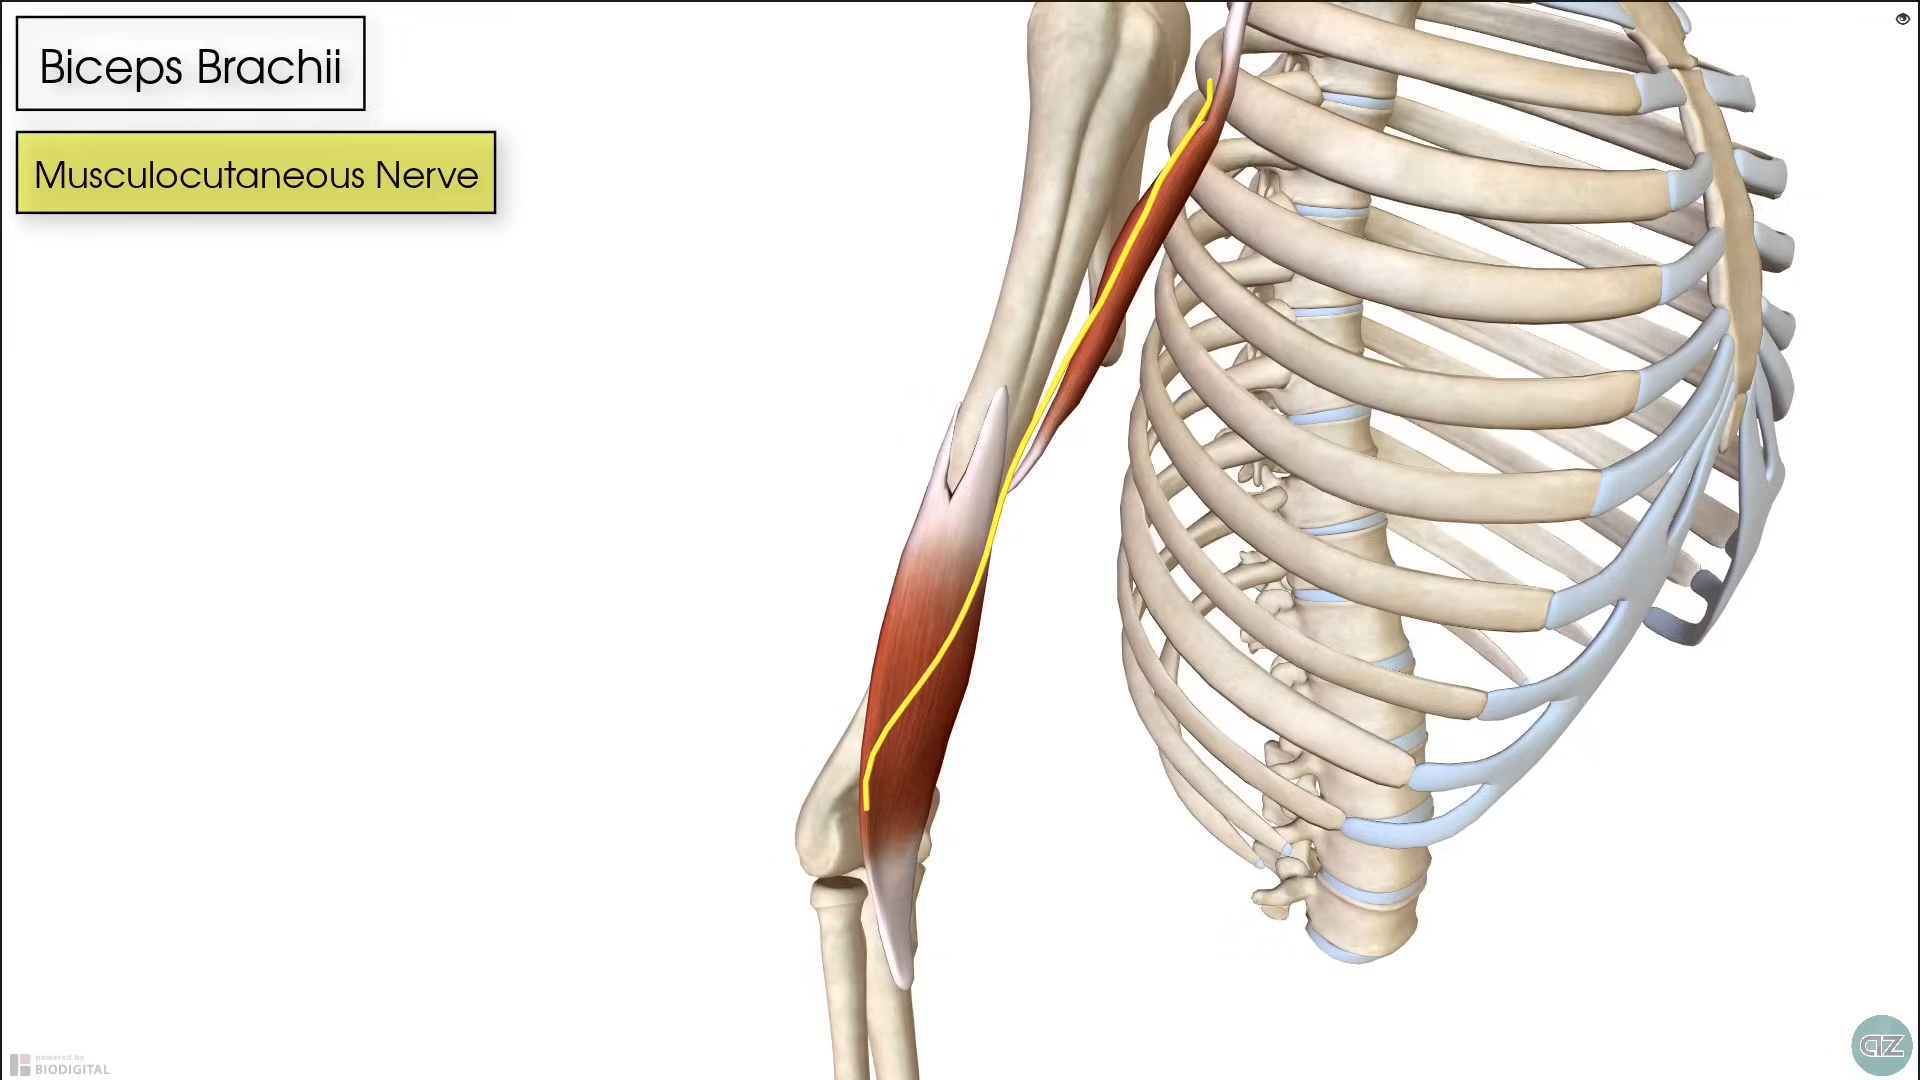 Biceps Brachii
Musculocutaneous Nerve
powered by
BIODIGITAL
AZ